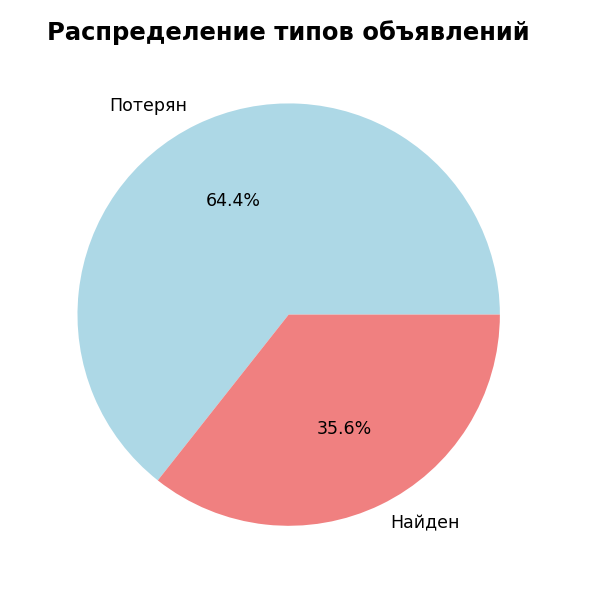 Распределение типов объявлений
Потерян
64.4%
35.6%
Найден